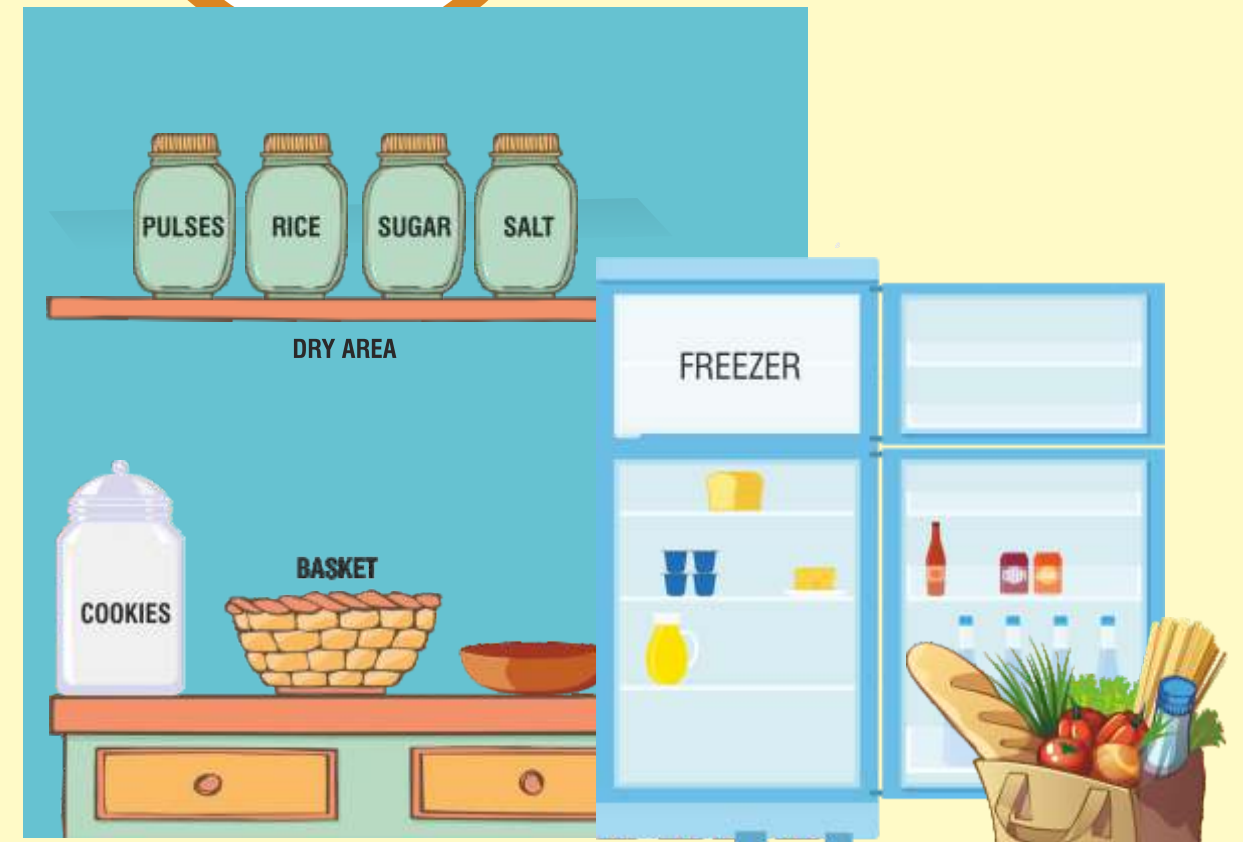 PULSES
RICE
SUGAR
SALT
DRY AREA
FREEZER
BASKET
COOKIES